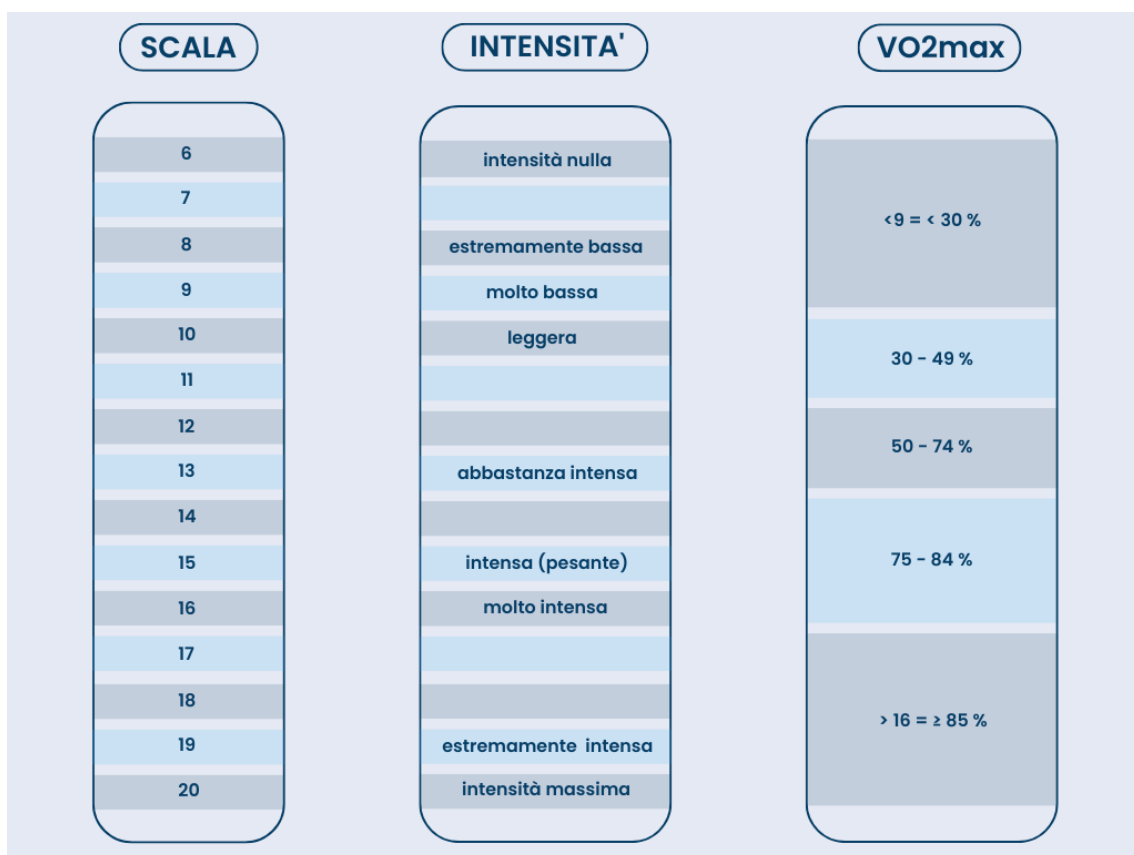 SCALA
6
7
8
9
10
11
12
13
14
15
16
17
18
19
20
INTENSITA'
intensità nulla
estremamente bassa
molto bassa
leggera
abbastanza intensa
intensa (pesante)
molto intensa
estremamente intensa
intensità massima
VO2max
<9 = < 30 %
30 - 49 %
50 - 74 %
75 - 84 %
> 16 = ≥ 85 %